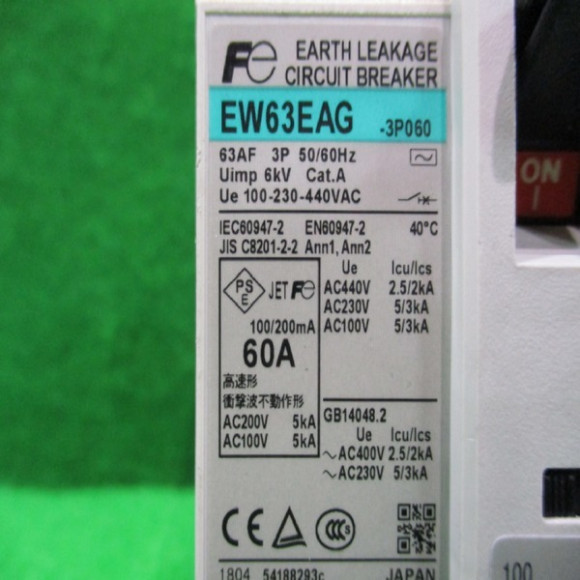 Fe EARTH LEAKAGE
CIRCUIT BREAKER
EW63EAG -3P060
63AF 3P 50/60Hz
Uimp 6kV Cat.A
Ue 100-230-440VAC
IEC60947-2 EN60947-2 40°C
JIS C8201-2-2 Ann1, Ann2
PS
E
JET Fe
100/200mA
60A
高速形
衝撃波不動作形
AC200V 5kA
AC100V 5kA
Ue Icu/Ics
AC440V 2.5/2kA
AC230V 5/3kA
AC100V 5/3kA
GB14048.2
Ue Icu/Ics
~AC400V 2.5/2kA
~AC230V 5/3kA
CE CCC S
1804 54188293c JAPAN
ON
I
100